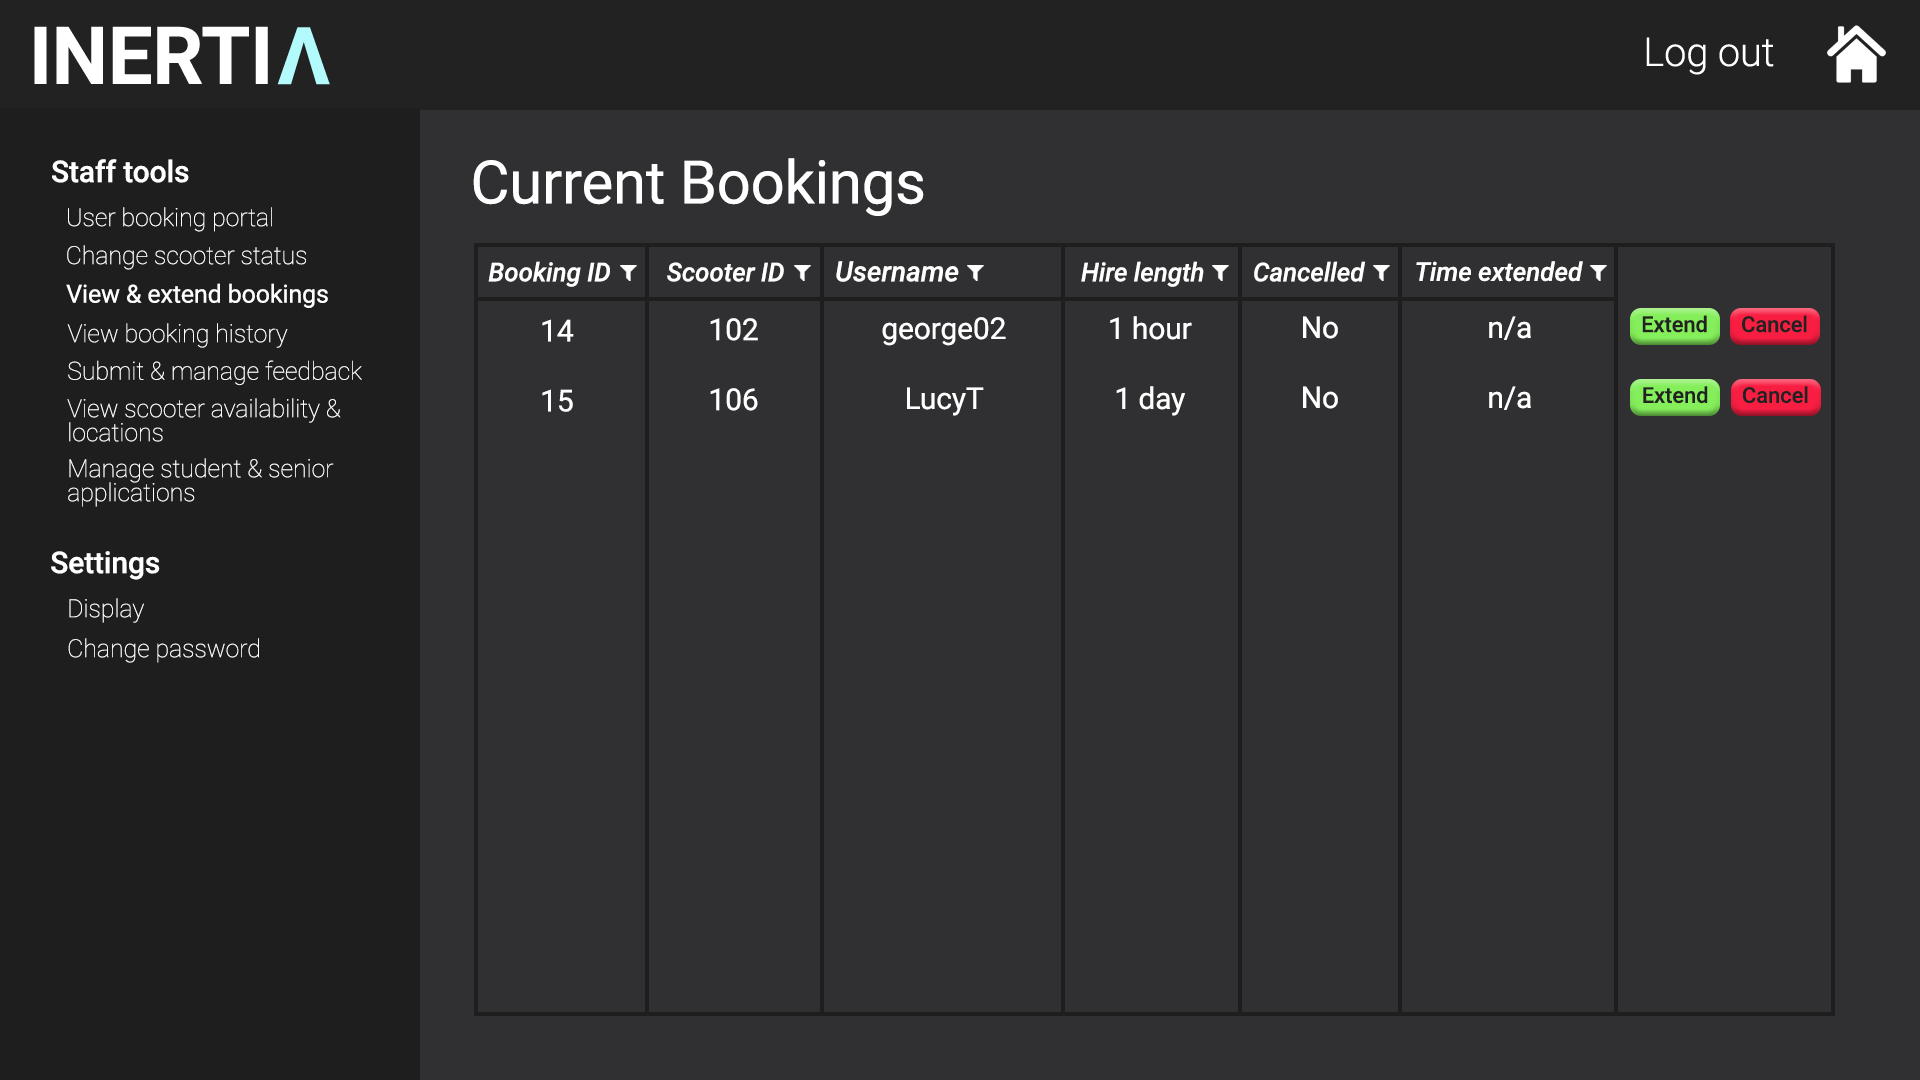 INERTIA
Log out
Staff tools
User booking portal
Change scooter status
View & extend bookings
View booking history
Submit & manage feedback
View scooter availability &
locations
Manage student & senior
applications
Settings
Display
Change password
Current Bookings
Booking ID Scooter ID Username Hire length Cancelled Time extended
14 102 george02 1 hour No n/a Extend Cancel
15 106 LucyT 1 day No n/a Extend Cancel